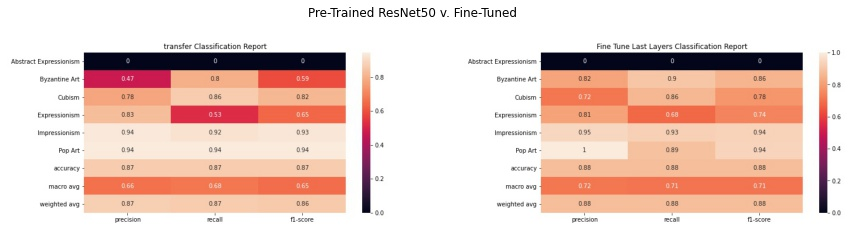 Pre-Trained ResNet50 v. Fine-Tuned
transfer Classification Report
Abstract Expressionism 0 0 0
Byzantine Art 0.47 0.8 0.59
Cubism 0.78 0.86 0.82
Expressionism 0.83 0.53 0.65
Impressionism 0.94 0.92 0.93
Pop Art 0.94 0.94 0.94
accuracy 0.87 0.87 0.87
macro avg 0.66 0.68 0.65
weighted avg 0.87 0.87 0.86
precision recall f1-score
0.8
0.6
0.4
0.2
0.0
Fine Tune Last Layers Classification Report
Abstract Expressionism 0 0 0
Byzantine Art 0.82 0.9 0.86
Cubism 0.72 0.86 0.78
Expressionism 0.81 0.68 0.74
Impressionism 0.95 0.93 0.94
Pop Art 1 0.89 0.94
accuracy 0.88 0.88 0.88
macro avg 0.72 0.71 0.71
weighted avg 0.88 0.88 0.88
precision recall f1-score
1.0
0.8
0.6
0.4
0.2
0.0